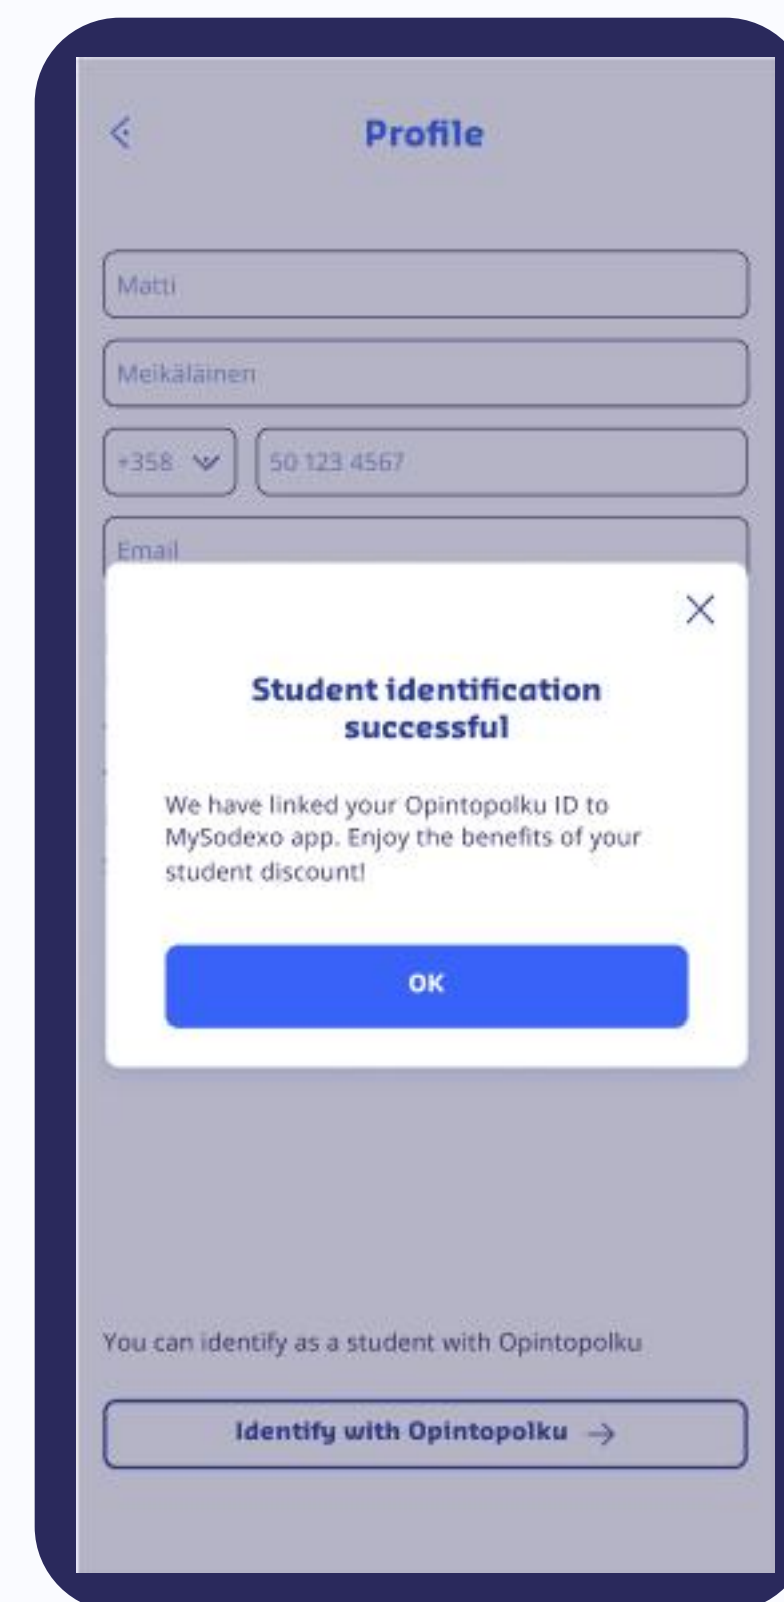 Profile
Matti
Meikäläinen
+358
50 123 4567
Email
Student identification
successful
We have linked your Opintopolku ID to
MySodexo app. Enjoy the benefits of your
student discount!
OK
You can identify as a student with Opintopolku
Identify with Opintopolku →